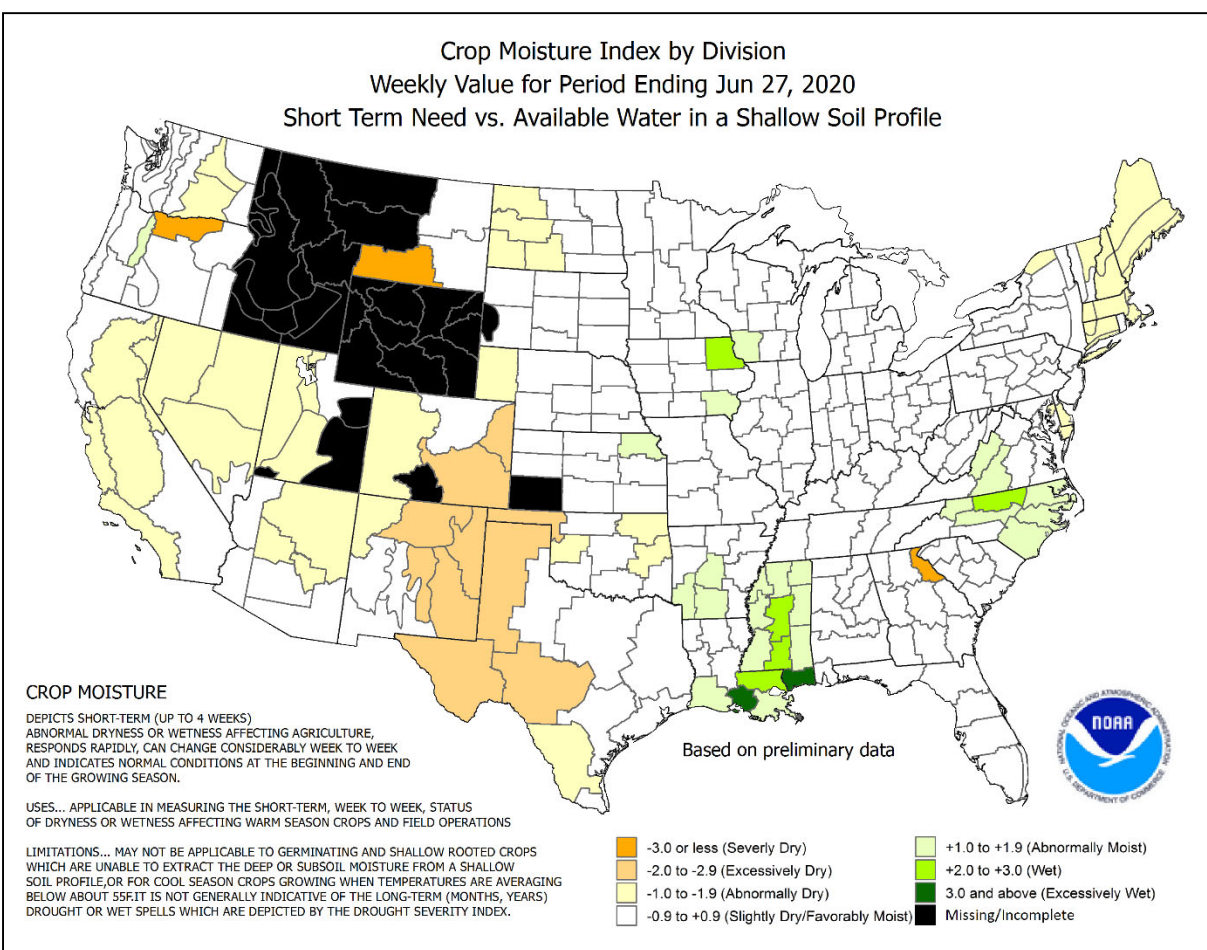 Crop Moisture Index by Division
Weekly Value for Period Ending Jun 27, 2020
Short Term Need vs. Available Water in a Shallow Soil Profile
CROP MOISTURE
DEPICTS SHORT-TERM (UP TO 4 WEEKS)
ABNORMAL DRYNESS OR WETNESS AFFECTING AGRICULTURE,
RESPONDS RAPIDLY, CAN CHANGE CONSIDERABLY WEEK TO WEEK
AND INDICATES NORMAL CONDITIONS AT THE BEGINNING AND END
OF THE GROWING SEASON.
USES... APPLICABLE IN MEASURING THE SHORT-TERM, WEEK TO WEEK, STATUS
OF DRYNESS OR WETNESS AFFECTING WARM SEASON CROPS AND FIELD OPERATIONS
LIMITATIONS... MAY NOT BE APPLICABLE TO GERMINATING AND SHALLOW ROOTED CROPS
WHICH ARE UNABLE TO EXTRACT THE DEEP OR SUBSOIL MOISTURE FROM A SHALLOW
SOIL PROFILE,OR FOR COOL SEASON CROPS GROWING WHEN TEMPERATURES ARE AVERAGING
BELOW ABOUT 55F.IT IS NOT GENERALLY INDICATIVE OF THE LONG-TERM (MONTHS, YEARS)
DROUGHT OR WET SPELLS WHICH ARE DEPICTED BY THE DROUGHT SEVERITY INDEX.
Based on preliminary data
NATIONAL OCEANIC AND ATMOSPHERIC ADMINISTRATION
NOAA
U.S. DEPARTMENT OF COMMERCE
-3.0 or less (Severly Dry)
-2.0 to -2.9 (Excessively Dry)
-1.0 to -1.9 (Abnormally Dry)
-0.9 to +0.9 (Slightly Dry/Favorably Moist)
+1.0 to +1.9 (Abnormally Moist)
+2.0 to +3.0 (Wet)
3.0 and above (Excessively Wet)
Missing/Incomplete